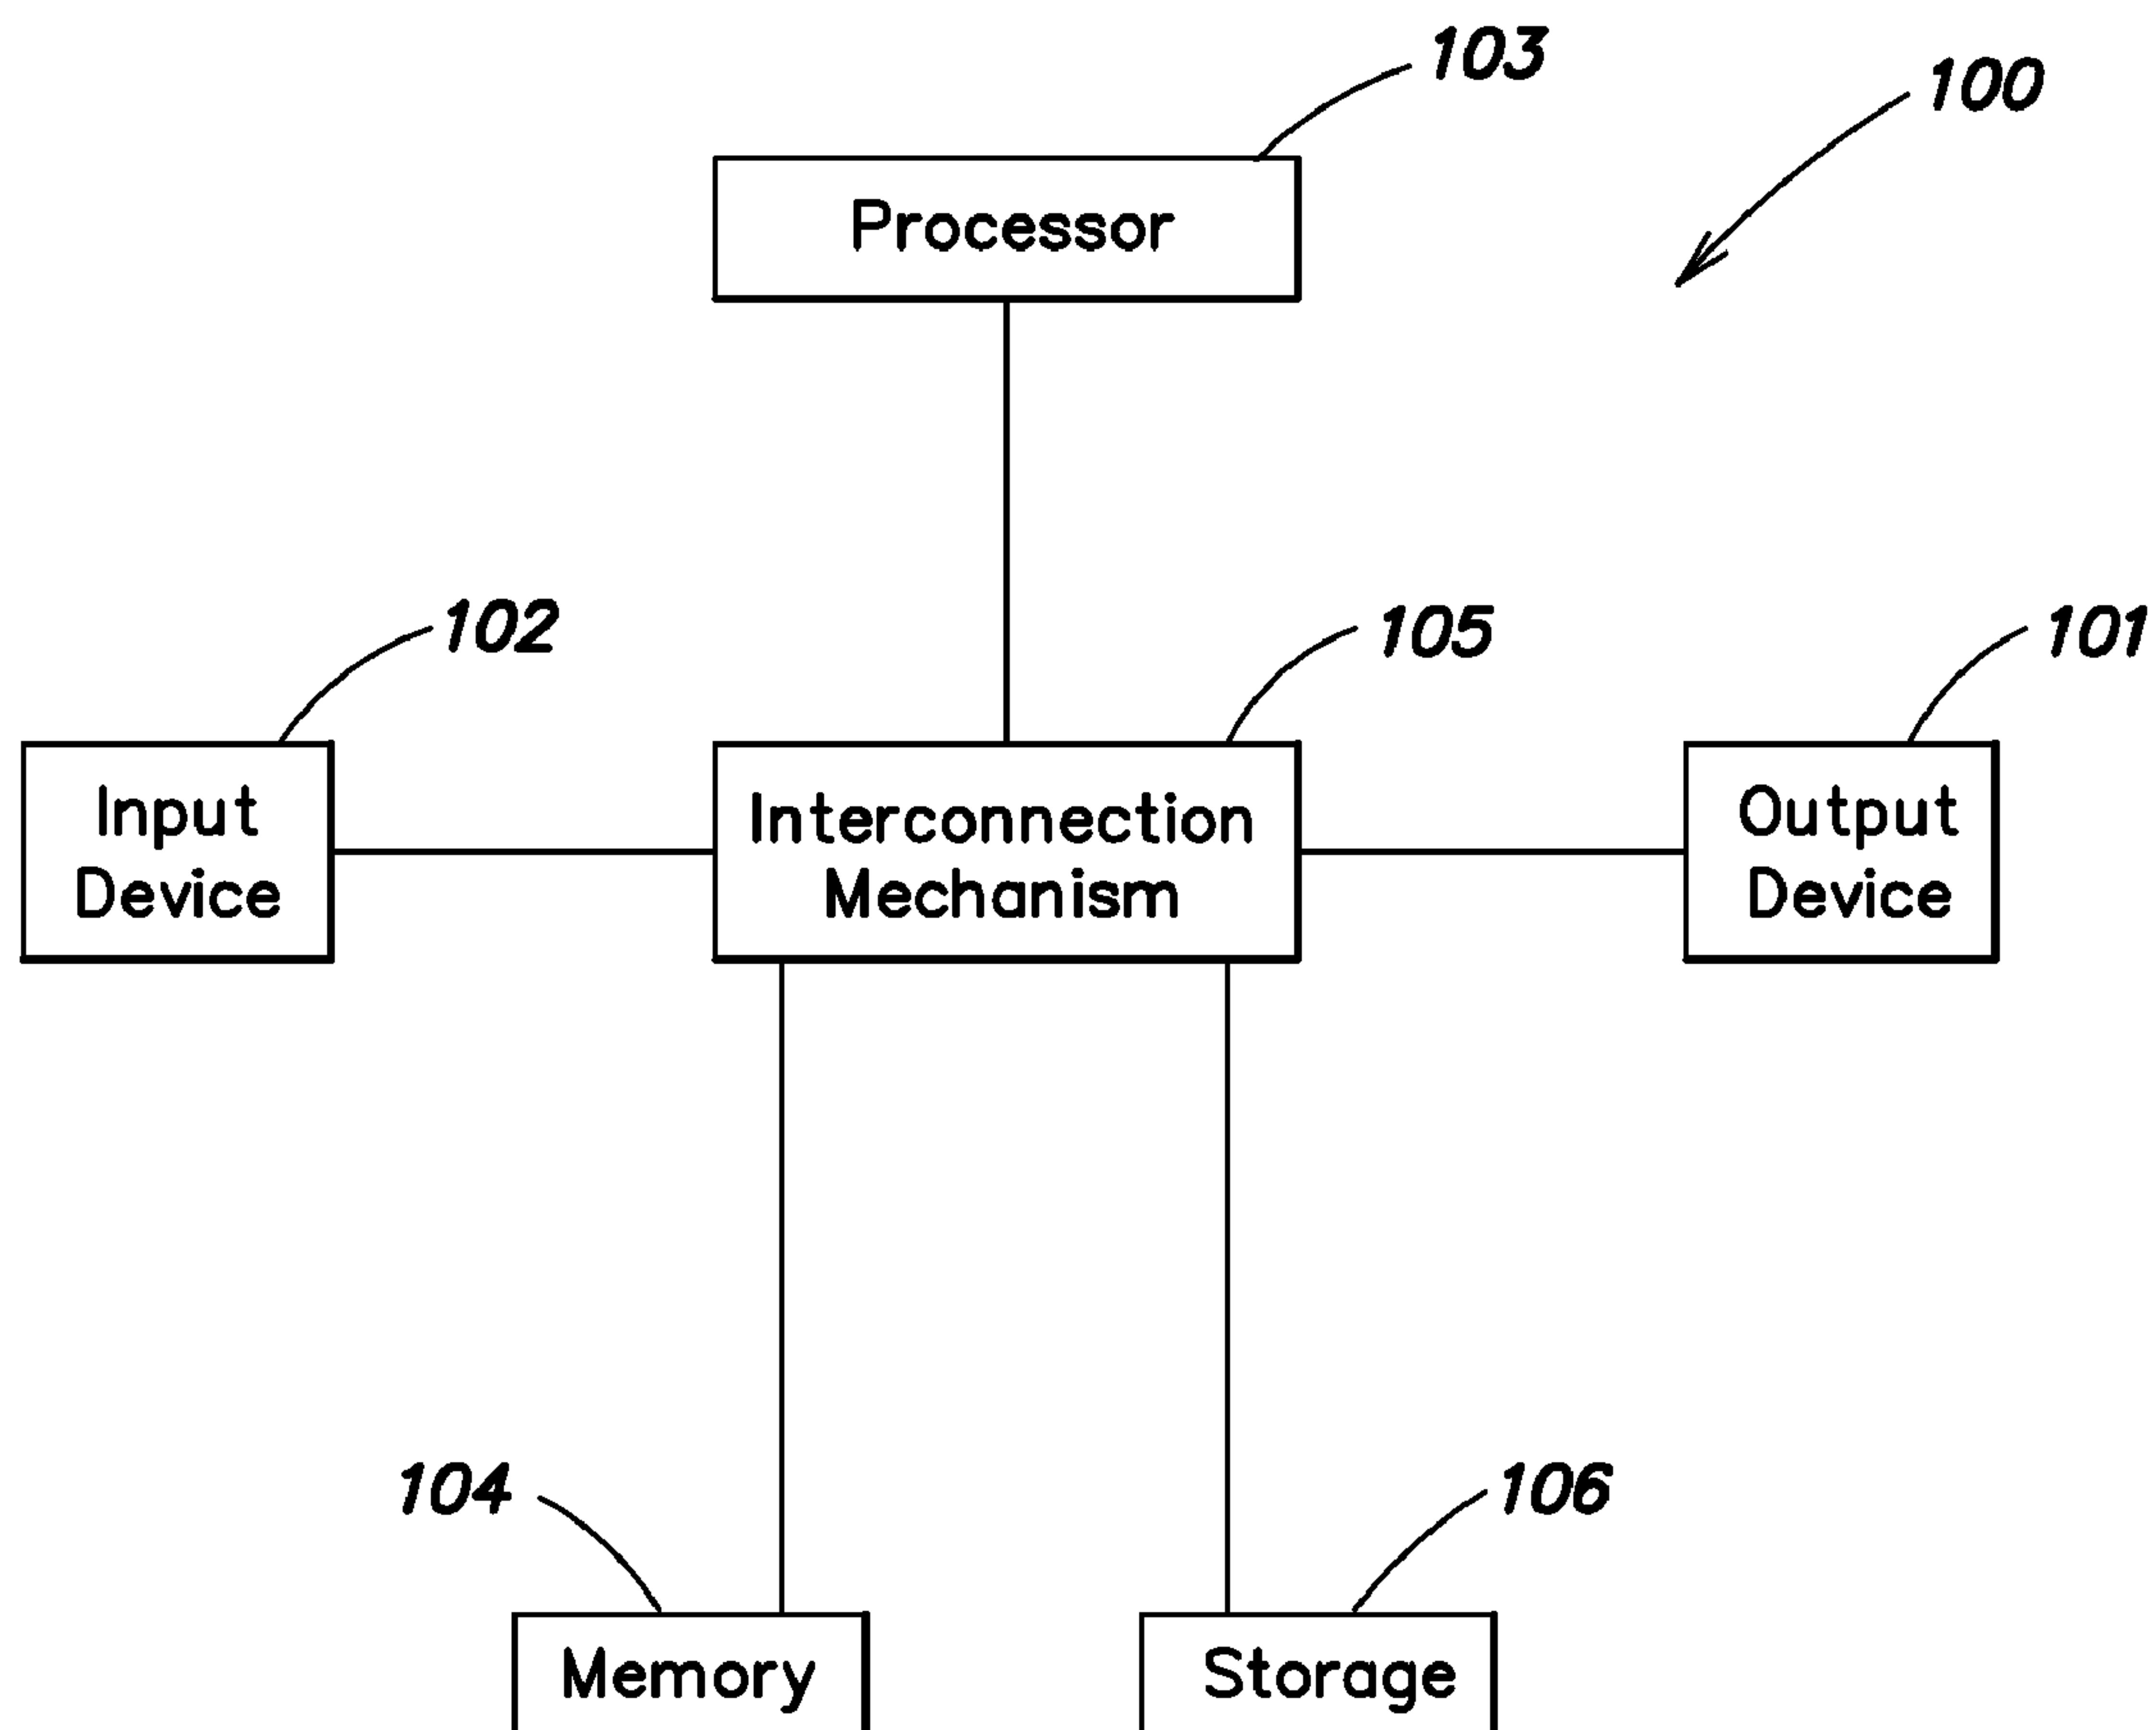 103
100
Processor
102
105
101
Input
Device
Interconnection
Mechanism
Output
Device
104
106
Memory
Storage